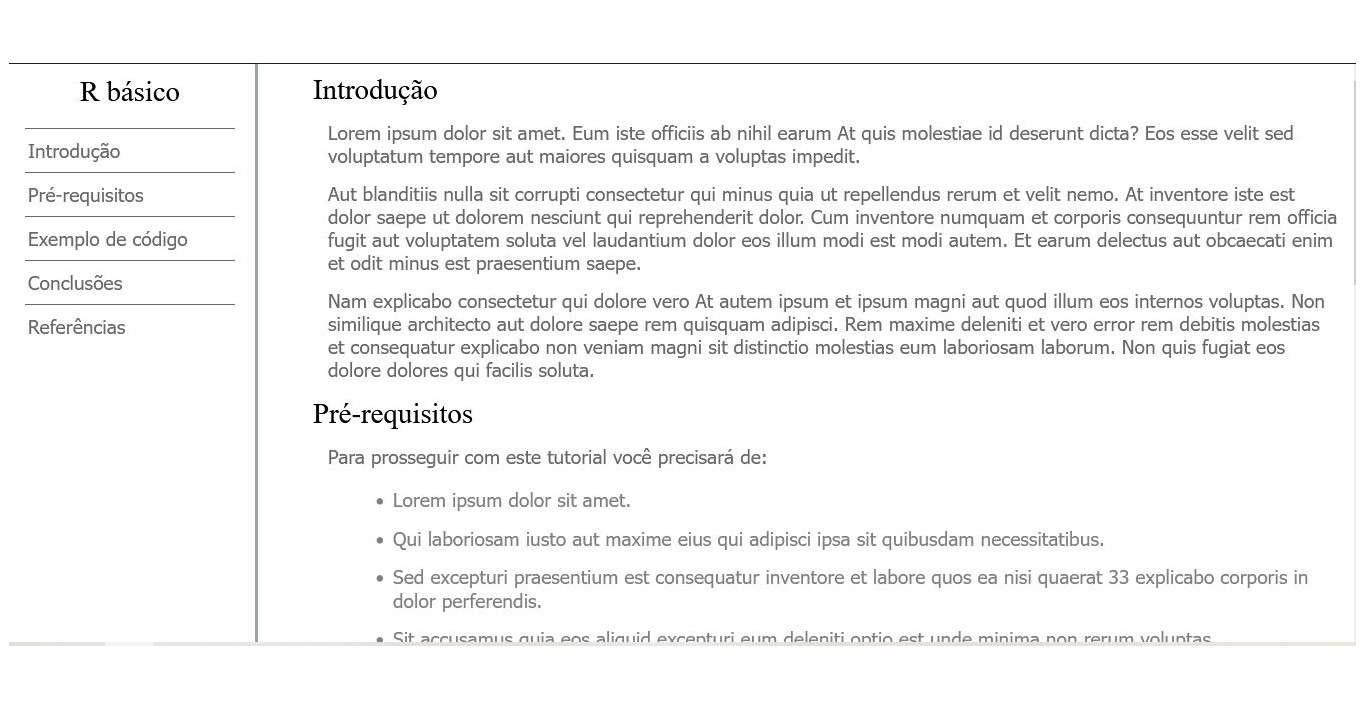 R básico
Introdução
Pré-requisitos
Exemplo de código
Conclusões
Referências
Introdução
Lorem ipsum dolor sit amet. Eum iste officiis ab nihil earum At quis molestiae id deserunt dicta? Eos esse velit sed
voluptatum tempore aut maiores quisquam a voluptas impedit.
Aut blanditiis nulla sit corrupti consectetur qui minus quia ut repellendus rerum et velit nemo. At inventore iste est
dolor saepe ut dolorem nesciunt qui reprehenderit dolor. Cum inventore numquam et corporis consequuntur rem officia
fugit aut voluptatem soluta vel laudantium dolor eos illum modi est modi autem. Et earum delectus aut obcaecati enim
et odit minus est praesentium saepe.
Nam explicabo consectetur qui dolore vero At autem ipsum et ipsum magni aut quod illum eos internos voluptas. Non
similique architecto aut dolore saepe rem quisquam adipisci. Rem maxime deleniti et vero error rem debitis molestias
et consequatur explicabo non veniam magni sit distinctio molestias eum laboriosam laborum. Non quis fugiat eos
dolore dolores qui facilis soluta.
Pré-requisitos
Para prosseguir com este tutorial você precisará de:
• Lorem ipsum dolor sit amet.
• Qui laboriosam iusto aut maxime eius qui adipisci ipsa sit quibusdam necessitatibus.
• Sed excepturi praesentium est consequatur inventore et labore quos ea nisi quaerat 33 explicabo corporis in
dolor perferendis.
• Sit accusamus quia eos aliquid excepturi eum deleniti optio est unde minima non rerum voluptas